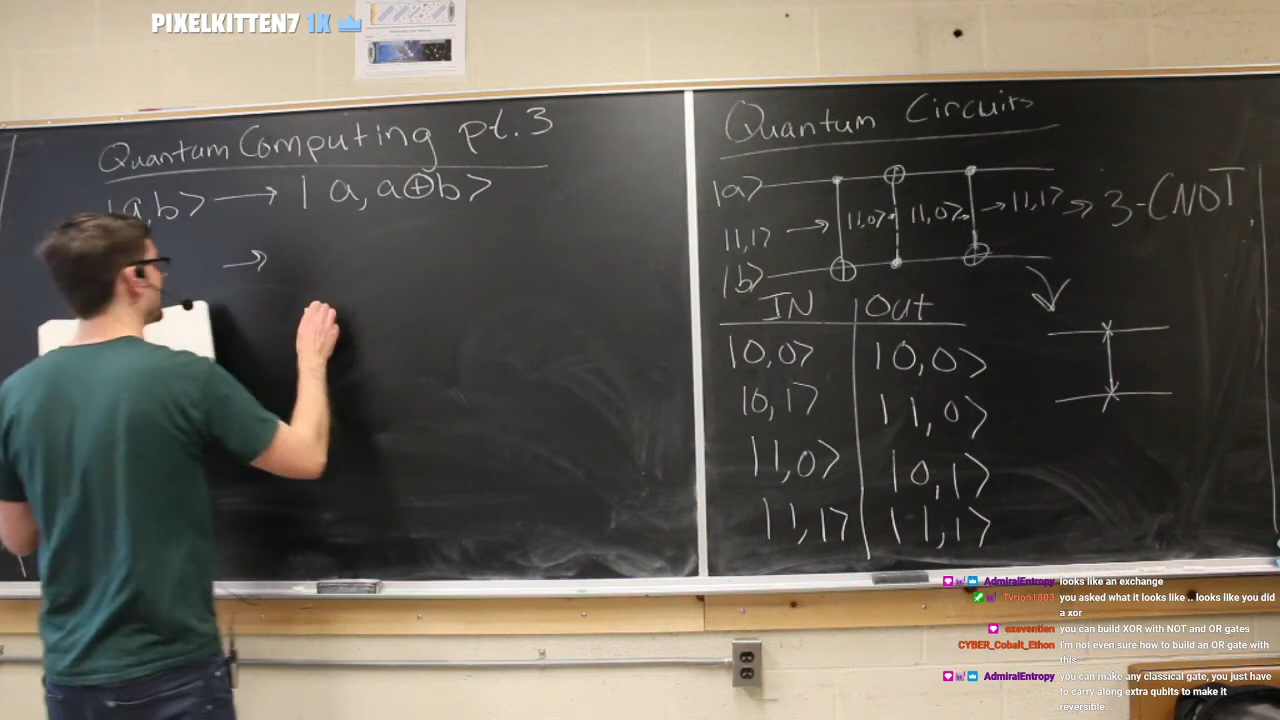 PIXELKITTEN7 1X
Quantum Computing pt.3
|a,b> → | a, a⊕b>
→
Quantum Circuits
|a>
|1,1> → |1,0> |1,0> → |1,1> ⇒ 3-CNOT
|b>
IN Out
|0,0> |0,0>
|0,1> |1,0>
|1,0> |0,1>
|1,1> |1,1>
AdmiralEntropy looks like an exchange
Tyrion1803 you asked what it looks like .. looks like you did
a xor
exeventien you can build XOR with NOT and OR gates
CYBER_Cobalt_Ethon I'm not even sure how to build an OR gate with
this
AdmiralEntropy you can make any classical gate, you just have
to carry along extra qubits to make it
reversible.